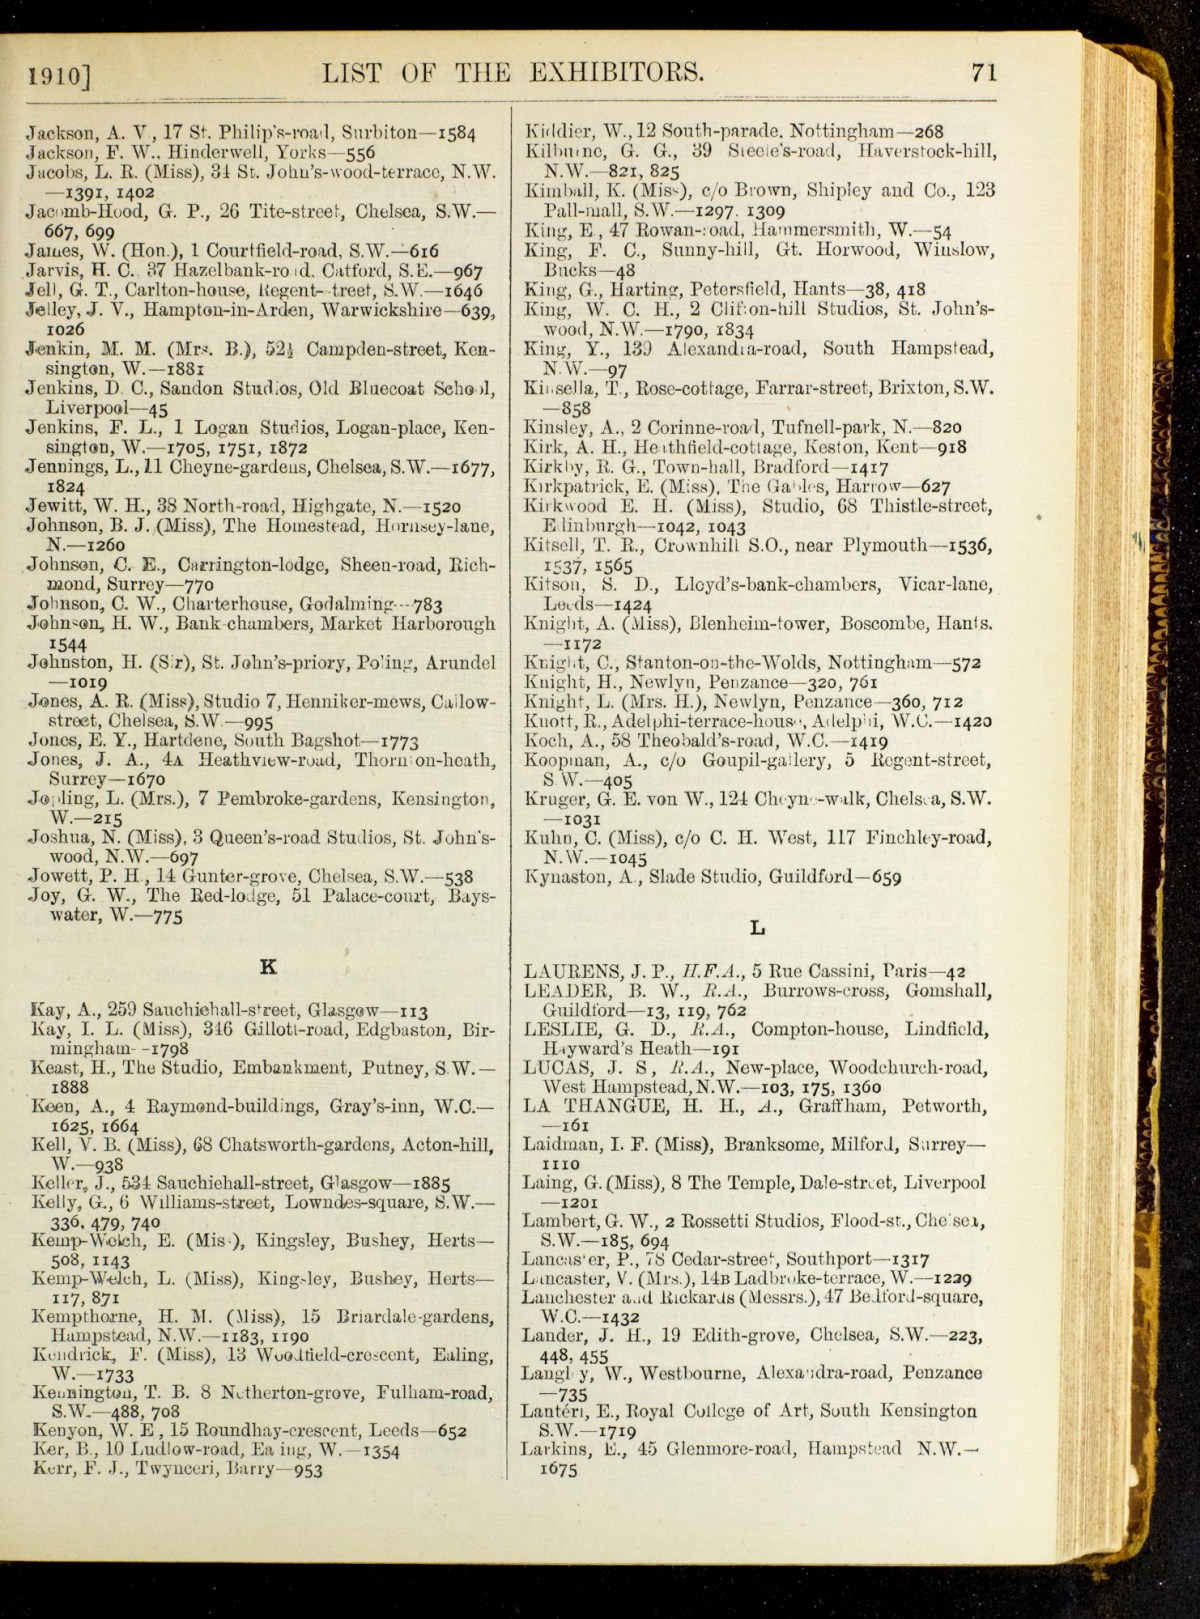 1910]
LIST OF THE EXHIBITORS.
71
Jackson, A. V., 17 St. Philip's-road, Surbiton—1584
Jackson, F. W., Hinderwell, Yorks—556
Jacobs, L. R. (Miss), 34 St. John's-wood-terrace, N.W.
—1391, 1402
Jacomb-Hood, G. P., 26 Tite-street, Chelsea, S.W.—
667, 699
James, W. (Hon.), 1 Courtfield-road, S.W.—616
Jarvis, H. C. 37 Hazelbank-road, Catford, S.E.—967
Jell, G. T., Carlton-house, Regent-street, S.W.—1646
Jelley, J. V., Hampton-in-Arden, Warwickshire—639,
1026
Jenkin, M. M. (Mrs. B.), 52½ Campden-street, Ken-
sington, W.—1881
Jenkins, D. C., Sandon Studios, Old Bluecoat School,
Liverpool—45
Jenkins, F. L., 1 Logan Studios, Logan-place, Ken-
sington, W.—1705, 1751, 1872
Jennings, L., 11 Cheyne-gardens, Chelsea, S.W.—1677,
1824
Jewitt, W. H., 38 North-road, Highgate, N.—1520
Johnson, B. J. (Miss), The Homestead, Hornsey-lane,
N.—1260
Johnson, C. E., Carrington-lodge, Sheen-road, Rich-
mond, Surrey—770
Johnson, C. W., Charterhouse, Godalming—783
Johnson, H. W., Bank-chambers, Market Harborough
1544
Johnston, H. (Sir), St. John's-priory, Poling, Arundel
—1019
Jones, A. R. (Miss), Studio 7, Henniker-mews, Callow-
street, Chelsea, S.W.—995
Jones, E. Y., Hartdene, South Bagshot—1773
Jones, J. A., 4A Heathview-road, Thornton-heath,
Surrey—1670
Jopling, L. (Mrs.), 7 Pembroke-gardens, Kensington,
W.—215
Joshua, N. (Miss), 3 Queen's-road Studios, St. John's-
wood, N.W.—697
Jowett, P. H., 14 Gunter-grove, Chelsea, S.W.—538
Joy, G. W., The Red-lodge, 51 Palace-court, Bays-
water, W.—775
K
Kay, A., 259 Sauchiehall-street, Glasgow—113
Kay, I. L. (Miss), 346 Gillott-road, Edgbaston, Bir-
mingham--1798
Keast, H., The Studio, Embankment, Putney, S.W.—
1888
Keen, A., 4 Raymond-buildings, Gray's-inn, W.C.—
1625, 1664
Kell, V. B. (Miss), 68 Chatsworth-gardens, Acton-hill,
W.—938
Keller, J., 534 Sauchiehall-street, Glasgow—1885
Kelly, G., 6 Williams-street, Lowndes-square, S.W.—
336, 479, 740
Kemp-Welch, E. (Miss), Kingsley, Bushey, Herts—
508, 1143
Kemp-Welch, L. (Miss), Kingsley, Bushey, Herts—
117, 871
Kempthorne, H. M. (Miss), 15 Briardale-gardens,
Hampstead, N.W.—1183, 1190
Kendrick, F. (Miss), 13 Woodfield-crescent, Ealing,
W.—1733
Kennington, T. B. 8 Netherton-grove, Fulham-road,
S.W.—488, 708
Kenyon, W. E., 15 Roundhay-crescent, Leeds—652
Ker, B., 10 Ludlow-road, Ealing, W.—1354
Kerr, F. J., Twynceri, Barry—953
Kiddier, W., 12 South-parade, Nottingham—268
Kilburne, G. G., 39 Steele's-road, Haverstock-hill,
N.W.—821, 825
Kimball, K. (Miss), c/o Brown, Shipley and Co., 123
Pall-mall, S.W.—1297, 1309
King, E., 47 Rowan-road, Hammersmith, W.—54
King, F. C., Sunny-hill, Gt. Horwood, Winslow,
Bucks—48
King, G., Harting, Petersfield, Hants—38, 418
King, W. C. H., 2 Clifton-hill Studios, St. John's-
wood, N.W.—1790, 1834
King, Y., 139 Alexandra-road, South Hampstead,
N.W.—97
Kinsella, T., Rose-cottage, Farrar-street, Brixton, S.W.
—858
Kinsley, A., 2 Corinne-road, Tufnell-park, N.—820
Kirk, A. H., Heathfield-cottage, Keston, Kent—918
Kirkby, R. G., Town-hall, Bradford—1417
Kirkpatrick, E. (Miss), The Gables, Harrow—627
Kirkwood E. H. (Miss), Studio, 68 Thistle-street,
Edinburgh—1042, 1043
Kitsell, T. R., Crownhill S.O., near Plymouth—1536,
1537, 1565
Kitson, S. D., Lloyd's-bank-chambers, Vicar-lane,
Leeds—1424
Knight, A. (Miss), Blenheim-tower, Boscombe, Hants.
—1172
Knight, C., Stanton-on-the-Wolds, Nottingham—572
Knight, H., Newlyn, Penzance—320, 761
Knight, L. (Mrs. H.), Newlyn, Penzance—360, 712
Knott, R., Adelphi-terrace-house, Adelphi, W.C.—1420
Koch, A., 58 Theobald's-road, W.C.—1419
Koopman, A., c/o Goupil-gallery, 5 Regent-street,
S.W.—405
Kruger, G. E. von W., 124 Cheyne-walk, Chelsea, S.W.
—1031
Kuhn, C. (Miss), c/o C. H. West, 117 Finchley-road,
N.W.—1045
Kynaston, A., Slade Studio, Guildford—659
L
LAURENS, J. P., H.F.A., 5 Rue Cassini, Paris—42
LEADER, B. W., R.A., Burrows-cross, Gomshall,
Guildford—13, 119, 762
LESLIE, G. D., R.A., Compton-house, Lindfield,
Hayward's Heath—191
LUCAS, J. S., R.A., New-place, Woodchurch-road,
West Hampstead, N.W.—103, 175, 1360
LA THANGUE, H. H., A., Graffham, Petworth,
—161
Laidman, I. F. (Miss), Branksome, Milford, Surrey—
1110
Laing, G. (Miss), 8 The Temple, Dale-street, Liverpool
—1201
Lambert, G. W., 2 Rossetti Studios, Flood-st., Chelsea,
S.W.—185, 694
Lancaster, P., 78 Cedar-street, Southport—1317
Lancaster, V. (Mrs.), 14B Ladbroke-terrace, W.—1229
Lanchester and Rickards (Messrs.), 47 Bedford-square,
W.C.—1432
Lander, J. H., 19 Edith-grove, Chelsea, S.W.—223,
448, 455
Langley, W., Westbourne, Alexandra-road, Penzance
—735
Lantéri, E., Royal College of Art, South Kensington
S.W.—1719
Larkins, E., 45 Glenmore-road, Hampstead N.W.—
1675